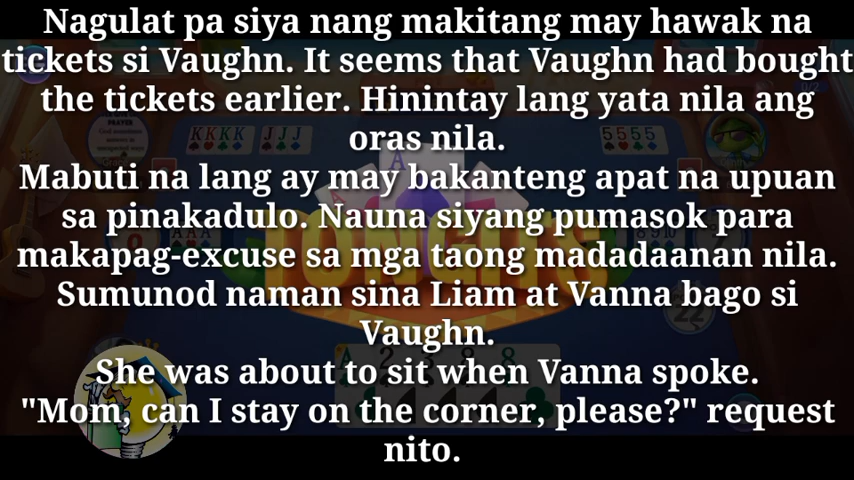 Nagulat pa siya nang makitang may hawak na
tickets si Vaughn. It seems that Vaughn had bought
the tickets earlier. Hinintay lang yata nila ang
oras nila.
Mabuti na lang ay may bakanteng apat na upuan
sa pinakadulo. Nauna siyang pumasok para
makapag-excuse sa mga taong madadaanan nila.
Sumunod naman sina Liam at Vanna bago si
Vaughn.
She was about to sit when Vanna spoke.
"Mom, can I stay on the corner, please?" request
nito.